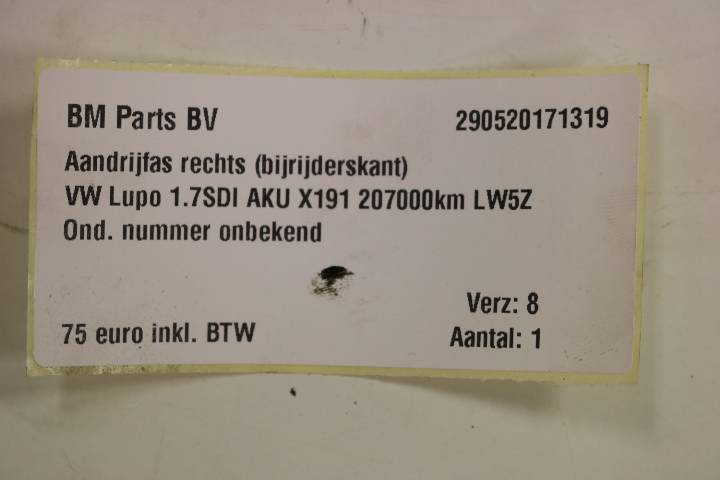 BM Parts BV 290520171319
Aandrijfas rechts (bijrijderskant)
VW Lupo 1.7SDI AKU X191 207000km LW5Z
Ond. nummer onbekend
Verz: 8
75 euro inkl. BTW Aantal: 1